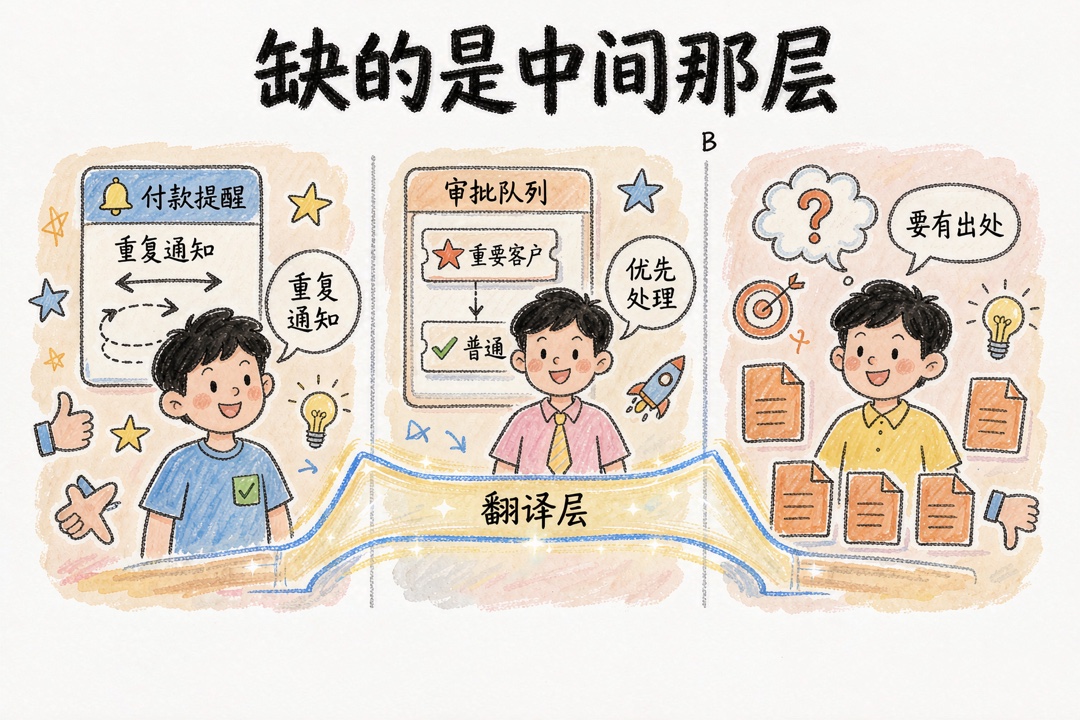 缺的是中间那层
B
付款提醒
重复通知
重复
通知
审批队列
重要客户
普通
优先
处理
要有出处
翻译层